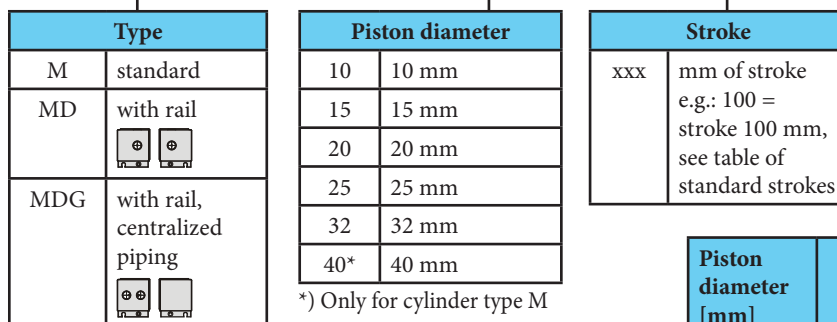 Type
M standard
MD with rail
MDG with rail,
centralized
piping
Piston diameter
10 10 mm
15 15 mm
20 20 mm
25 25 mm
32 32 mm
40* 40 mm
*) Only for cylinder type M
Stroke
xxx mm of stroke
e.g.: 100 =
stroke 100 mm,
see table of
standard strokes
Piston
diameter
[mm]